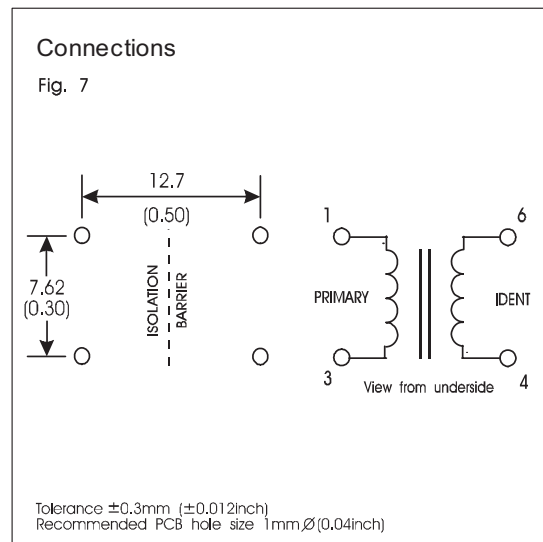 Connections
Fig. 7
12.7
(0.50)
7.62
(0.30)
ISOLATION
BARRIER
1
6
PRIMARY
IDENT
3
4
View from underside
Tolerance ±0.3mm (±0.012inch)
Recommended PCB hole size 1mmØ(0.04inch)